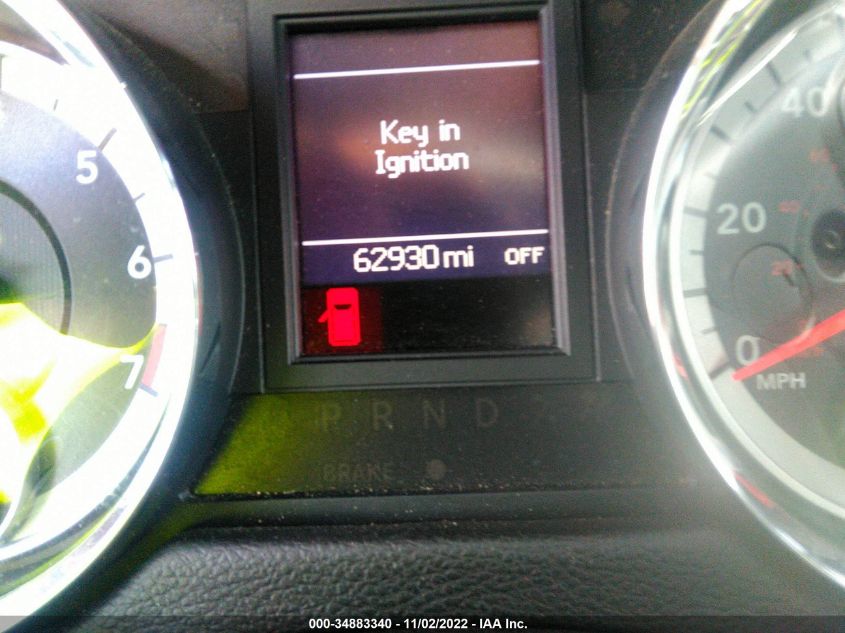 Key in
Ignition
62930 mi OFF
5
6
7
40
20
0
MPH
P R N D
BRAKE
000-34883340 - 11/02/2022 - IAA Inc.